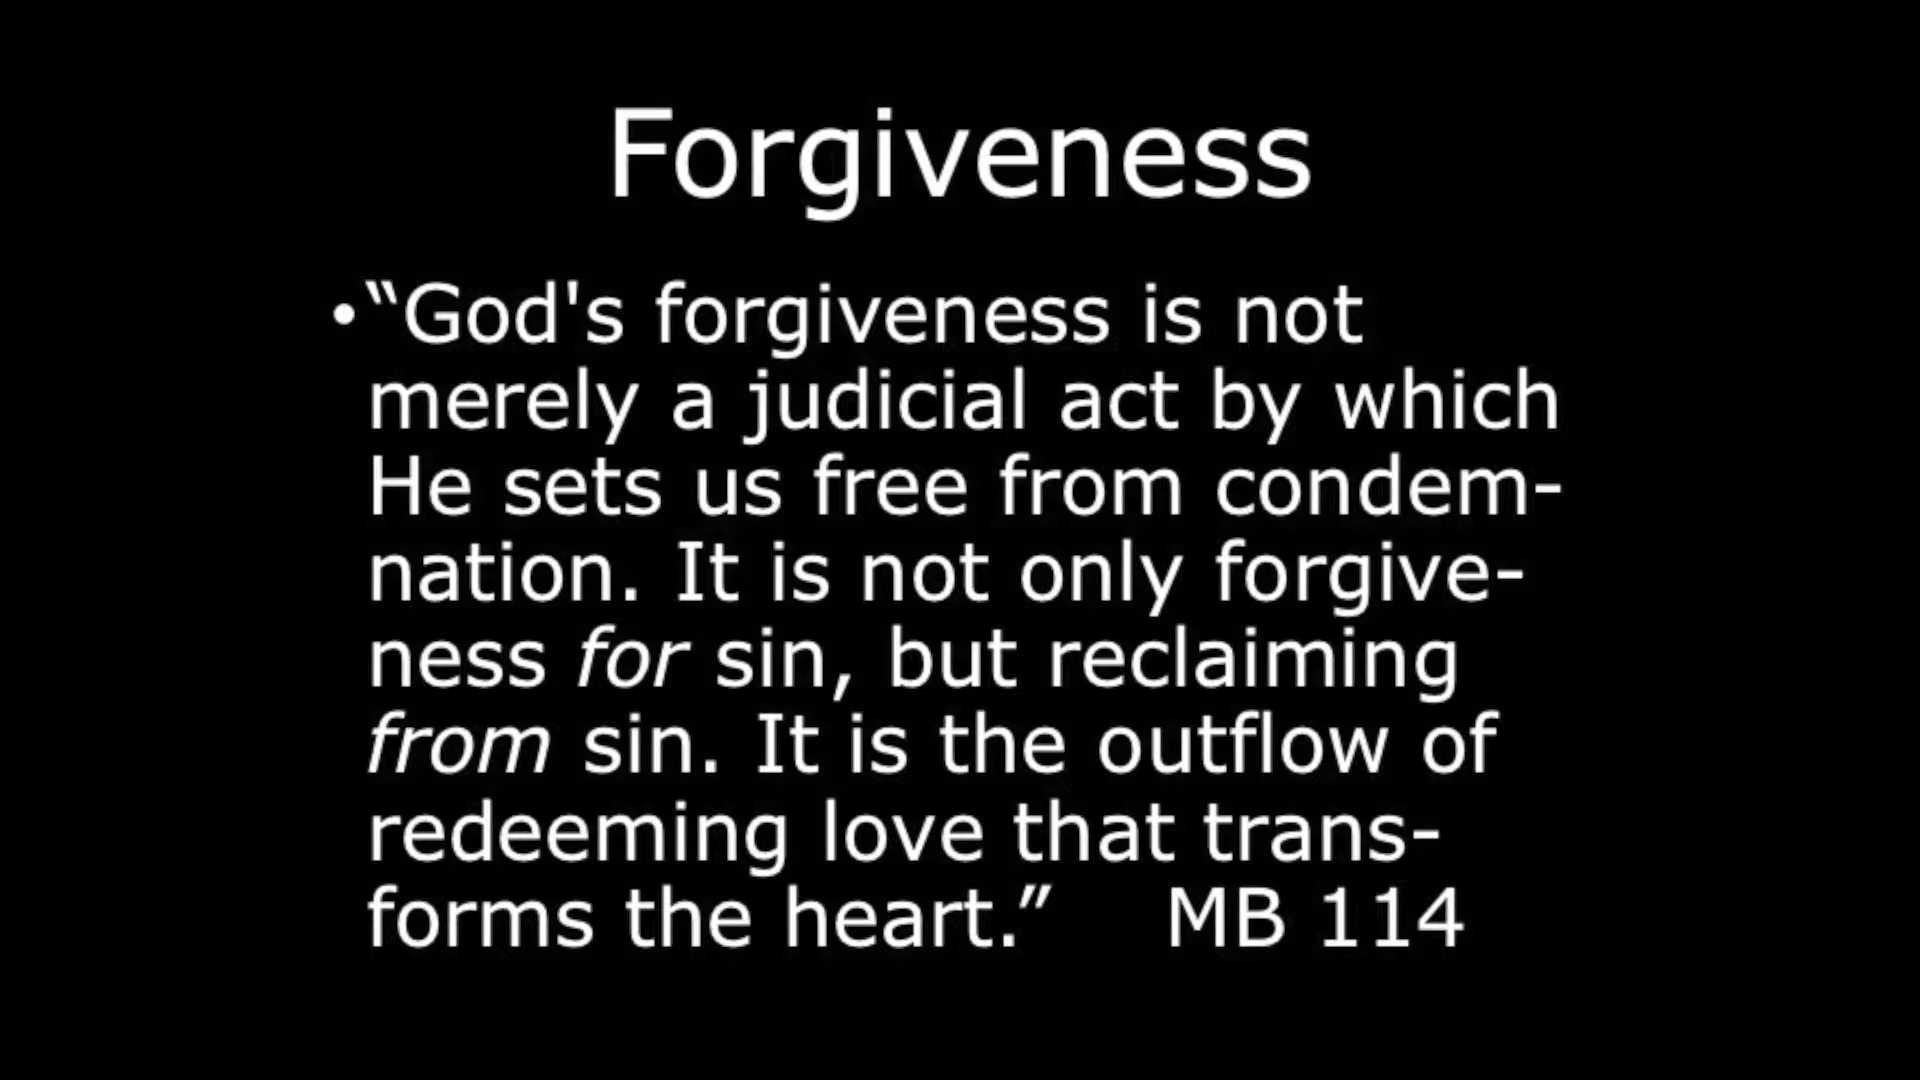 Forgiveness
•“God's forgiveness is not
merely a judicial act by which
He sets us free from condem-
nation. It is not only forgive-
ness for sin, but reclaiming
from sin. It is the outflow of
redeeming love that trans-
forms the heart.” MB 114